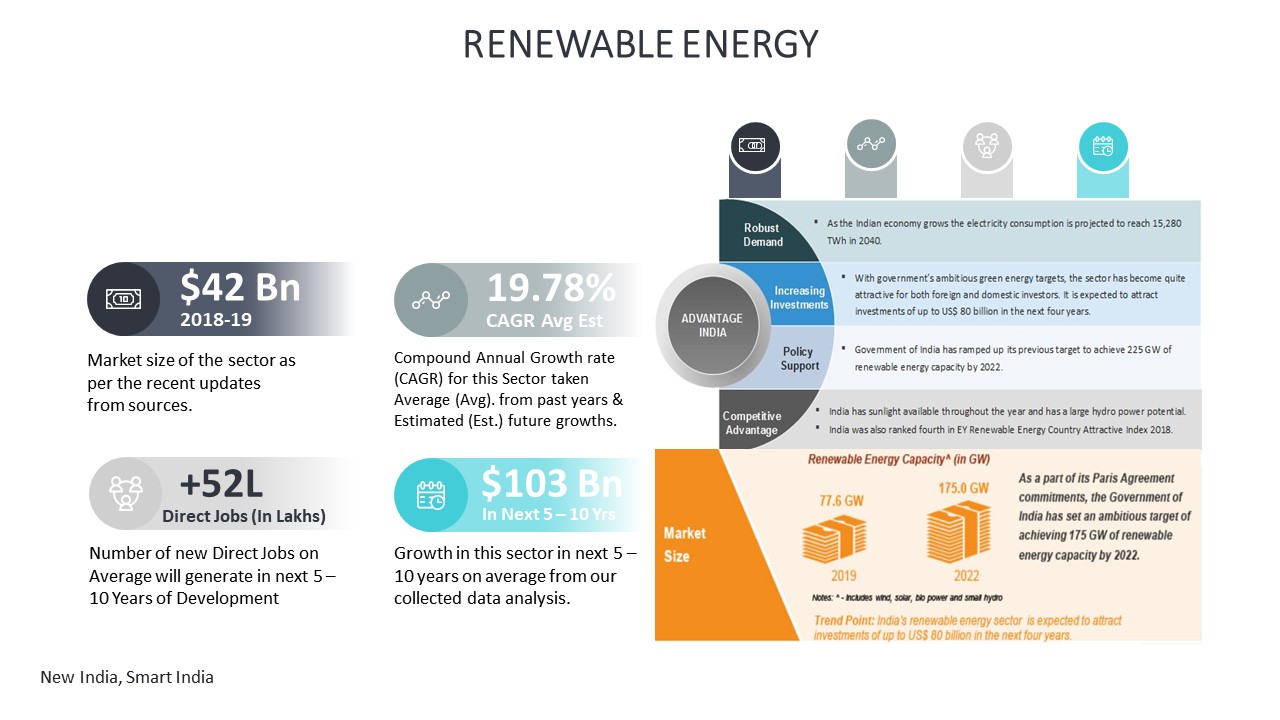 RENEWABLE ENERGY
$42 Bn
2018-19
Market size of the sector as
per the recent updates
from sources.
19.78%
CAGR Avg Est
Compound Annual Growth rate
(CAGR) for this Sector taken
Average (Avg). from past years &
Estimated (Est.) future growths.
+52L
Direct Jobs (In Lakhs)
Number of new Direct Jobs on
Average will generate in next 5 –
10 Years of Development
$103 Bn
In Next 5 – 10 Yrs
Growth in this sector in next 5 –
10 years on average from our
collected data analysis.
ADVANTAGE
INDIA
Robust
Demand
▪ As the Indian economy grows the electricity consumption is projected to reach 15,280
TWh in 2040.
Increasing
Investments
▪ With government's ambitious green energy targets, the sector has become quite
attractive for both foreign and domestic investors. It is expected to attract
investments of up to US$ 80 billion in the next four years.
Policy
Support
▪ Government of India has ramped up its previous target to achieve 225 GW of
renewable energy capacity by 2022.
Competitive
Advantage
▪ India has sunlight available throughout the year and has a large hydro power potential.
▪ India was also ranked fourth in EY Renewable Energy Country Attractive Index 2018.
Market
Size
Renewable Energy Capacity^ (in GW)
77.6 GW
175.0 GW
2019
2022
As a part of its Paris Agreement
commitments, the Government of
India has set an ambitious target of
achieving 175 GW of renewable
energy capacity by 2022.
Notes: ^ - Includes wind, solar, bio power and small hydro
Trend Point: India's renewable energy sector is expected to attract
investments of up to US$ 80 billion in the next four years.
New India, Smart India